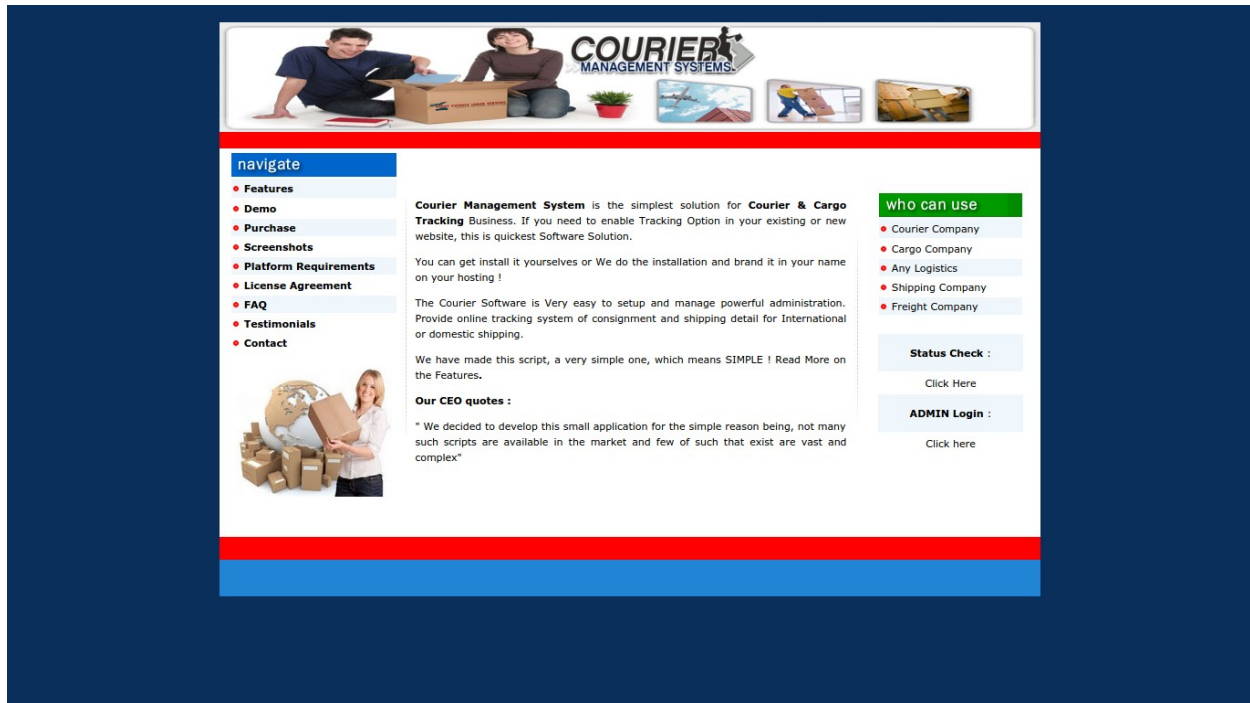 COURIER
MANAGEMENT SYSTEMS
navigate
Features
Demo
Purchase
Screenshots
Platform Requirements
License Agreement
FAQ
Testimonials
Contact
Courier Management System is the simplest solution for Courier & Cargo
Tracking Business. If you need to enable Tracking Option in your existing or new
website, this is quickest Software Solution.
You can get install it yourselves or We do the installation and brand it in your name
on your hosting !
The Courier Software is Very easy to setup and manage powerful administration.
Provide online tracking system of consignment and shipping detail for International
or domestic shipping.
We have made this script, a very simple one, which means SIMPLE ! Read More on
the Features.
Our CEO quotes :
" We decided to develop this small application for the simple reason being, not many
such scripts are available in the market and few of such that exist are vast and
complex"
who can use
Courier Company
Cargo Company
Any Logistics
Shipping Company
Freight Company
Status Check :
Click Here
ADMIN Login :
Click here